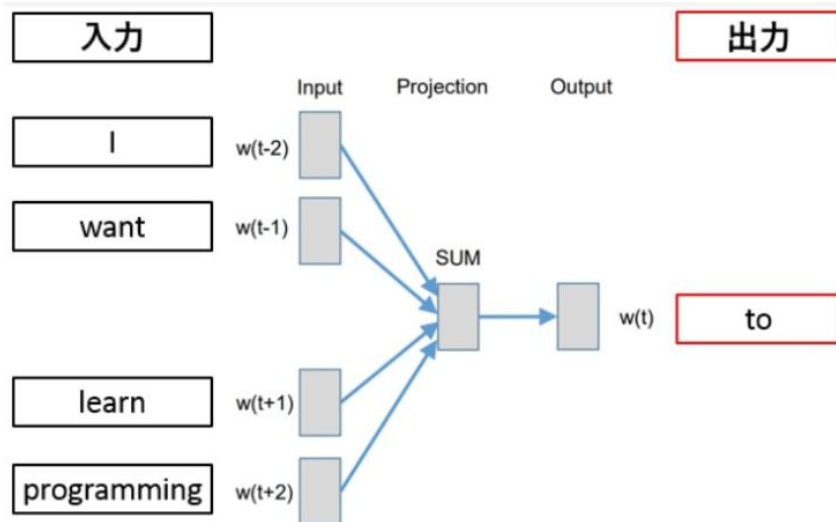 入力
出力
Input Projection Output
I w(t-2)
want w(t-1)
SUM
w(t) to
learn w(t+1)
programming w(t+2)